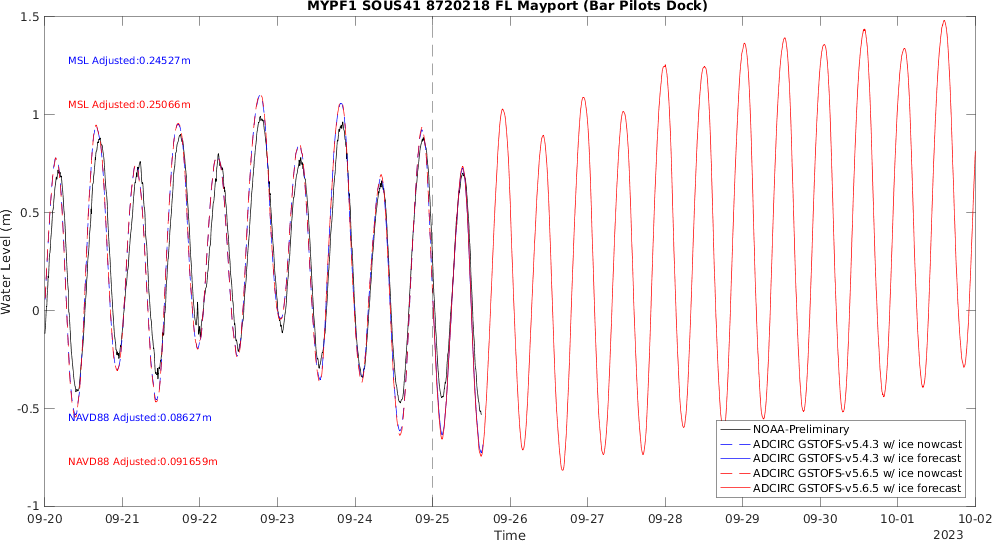 MYPF1 SOUS41 8720218 FL Mayport (Bar Pilots Dock)
1.5
1
0.5
0
-0.5
-1
Water Level (m)
MSL Adjusted:0.24527m
MSL Adjusted:0.25066m
NAVD88 Adjusted:0.08627m
NAVD88 Adjusted:0.091659m
NOAA-Preliminary
ADCIRC GSTOFS-v5.4.3 w/ ice nowcast
ADCIRC GSTOFS-v5.4.3 w/ ice forecast
ADCIRC GSTOFS-v5.6.5 w/ ice nowcast
ADCIRC GSTOFS-v5.6.5 w/ ice forecast
09-20 09-21 09-22 09-23 09-24 09-25 09-26 09-27 09-28 09-29 09-30 10-01 10-02
Time
2023